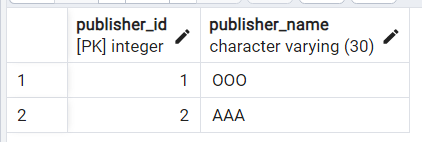 publisher_id publisher_name
[PK] integer character varying (30)
1 1 OOO
2 2 AAA